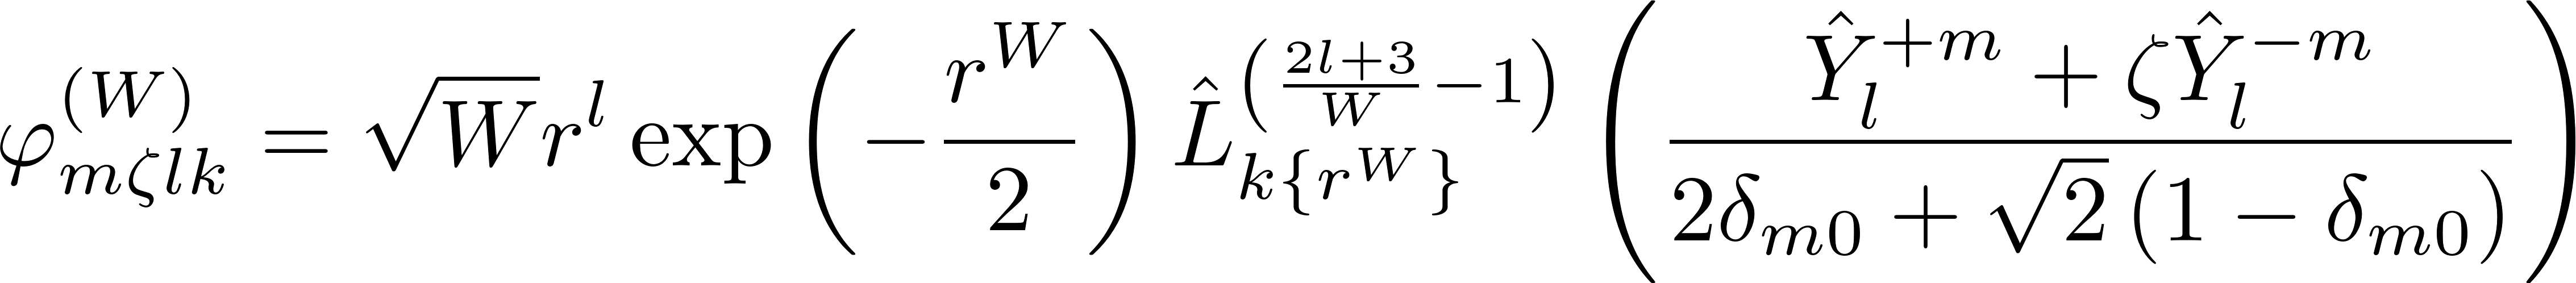 $\varphi_{m\zeta lk}^{(W)} = \sqrt{W} r^l \exp\left(-\frac{r^W}{2}\right) \hat{L}_{k\{r^W\}}^{\left(\frac{2l+3}{W}-1\right)} \left(\frac{\hat{Y}_l^{+m} + \zeta \hat{Y}_l^{-m}}{2\delta_{m0} + \sqrt{2}\left(1-\delta_{m0}\right)}\right)$